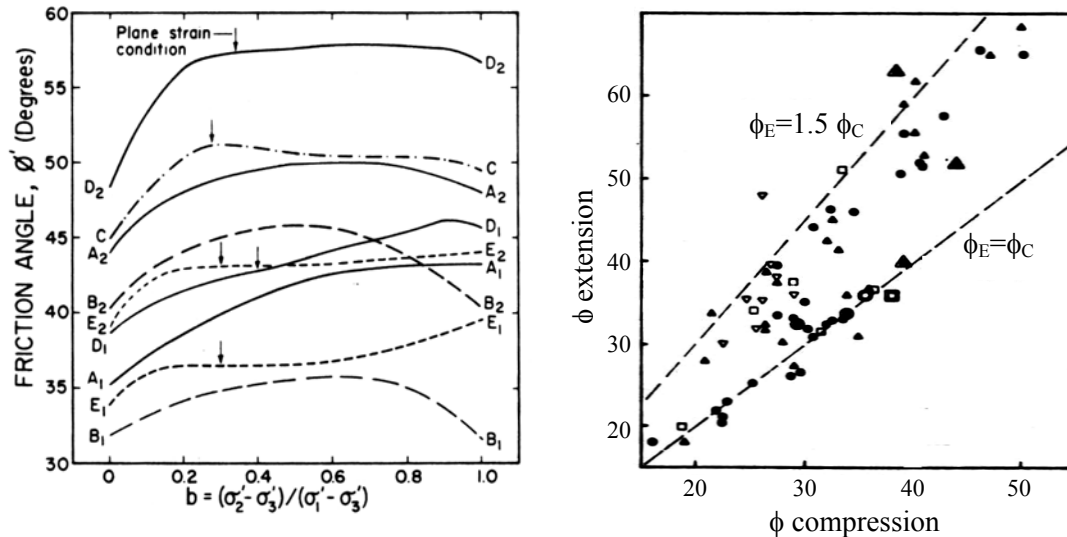 60
Plane strain
condition
55
50
45
40
35
30
FRICTION ANGLE, ø' (Degrees)
D₂
D₂
C
C
A₂
A₂
D₁
B₂
E₂
E₂
A₁
D₁
B₂
A₁
E₁
E₁
B₁
B₁
0 0.2 0.4 0.6 0.8 1.0
b = (σ₂'-σ₃')/(σ₁'-σ₃')
60
50
40
30
20
ϕ extension
ϕE=1.5 ϕC
ϕE=ϕC
20 30 40 50
ϕ compression